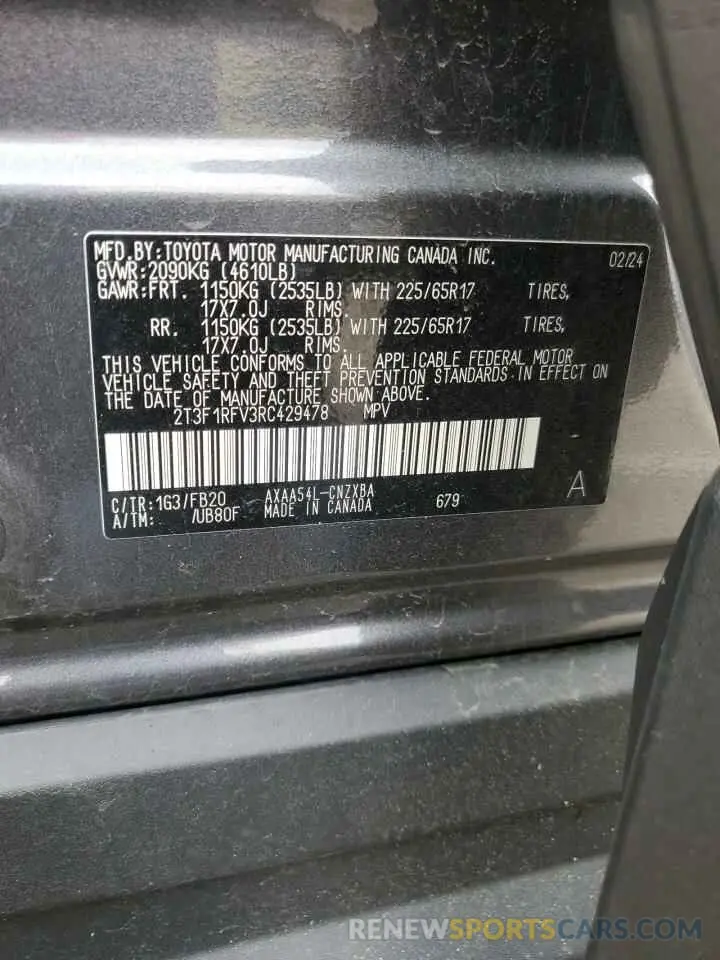 MFD.BY:TOYOTA MOTOR MANUFACTURING CANADA INC. 02/24
GVWR:2090KG (4610LB)
GAWR:FRT. 1150KG (2535LB) WITH 225/65R17 TIRES,
17X7.0J RIMS.
RR. 1150KG (2535LB) WITH 225/65R17 TIRES,
17X7.0J RIMS.
THIS VEHICLE CONFORMS TO ALL APPLICABLE FEDERAL MOTOR
VEHICLE SAFETY AND THEFT PREVENTION STANDARDS IN EFFECT ON
THE DATE OF MANUFACTURE SHOWN ABOVE.
2T3F1RFV3RC429478 MPV
C/TR:1G3/FB20 AXAA54L-CNZXBA 679 A
A/TM: /UB80F MADE IN CANADA
RENEWSPORTSCARS.COM